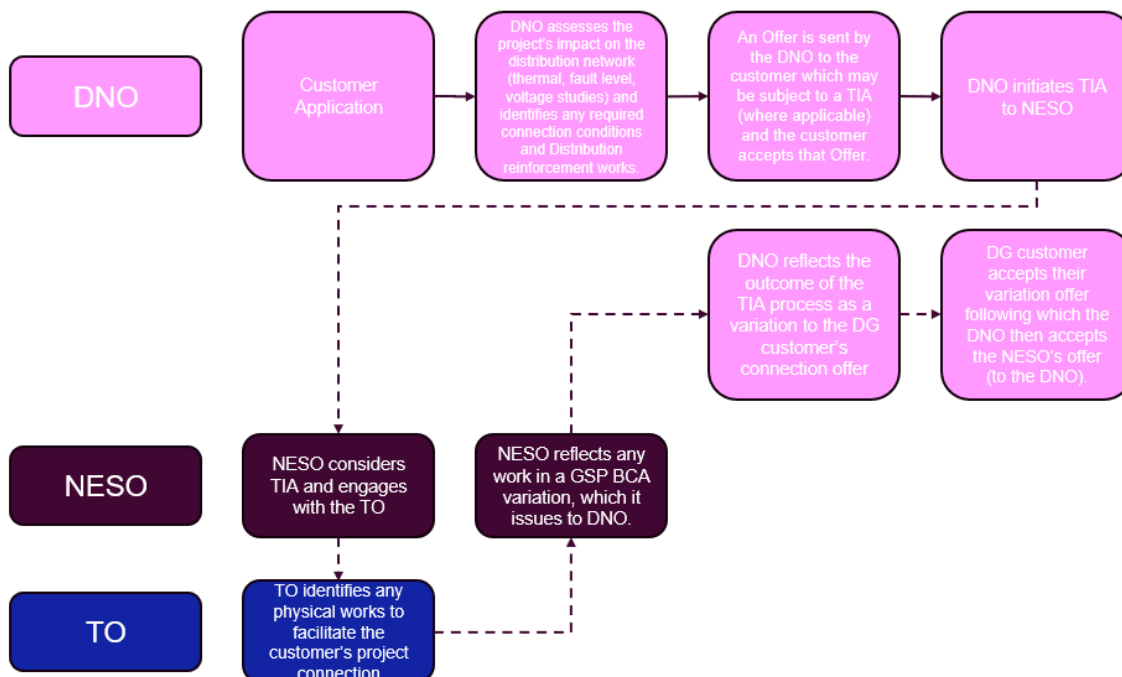 DNO
Customer
Application
DNO assesses the
project's impact on the
distribution network
(thermal, fault level,
voltage studies) and
identifies any required
connection conditions
and Distribution
reinforcement works.
An Offer is sent by
the DNO to the
customer which may
be subject to a TIA
(where applicable)
and the customer
accepts that Offer.
DNO initiates TIA
to NESO
DNO reflects the
outcome of the
TIA process as a
variation to the DG
customer's
connection offer
DG customer
accepts their
variation offer
following which the
DNO then accepts
the NESO's offer
(to the DNO).
NESO
NESO considers
TIA and engages
with the TO
NESO reflects any
work in a GSP BCA
variation, which it
issues to DNO.
TO
TO identifies any
physical works to
facilitate the
customer's project
connection